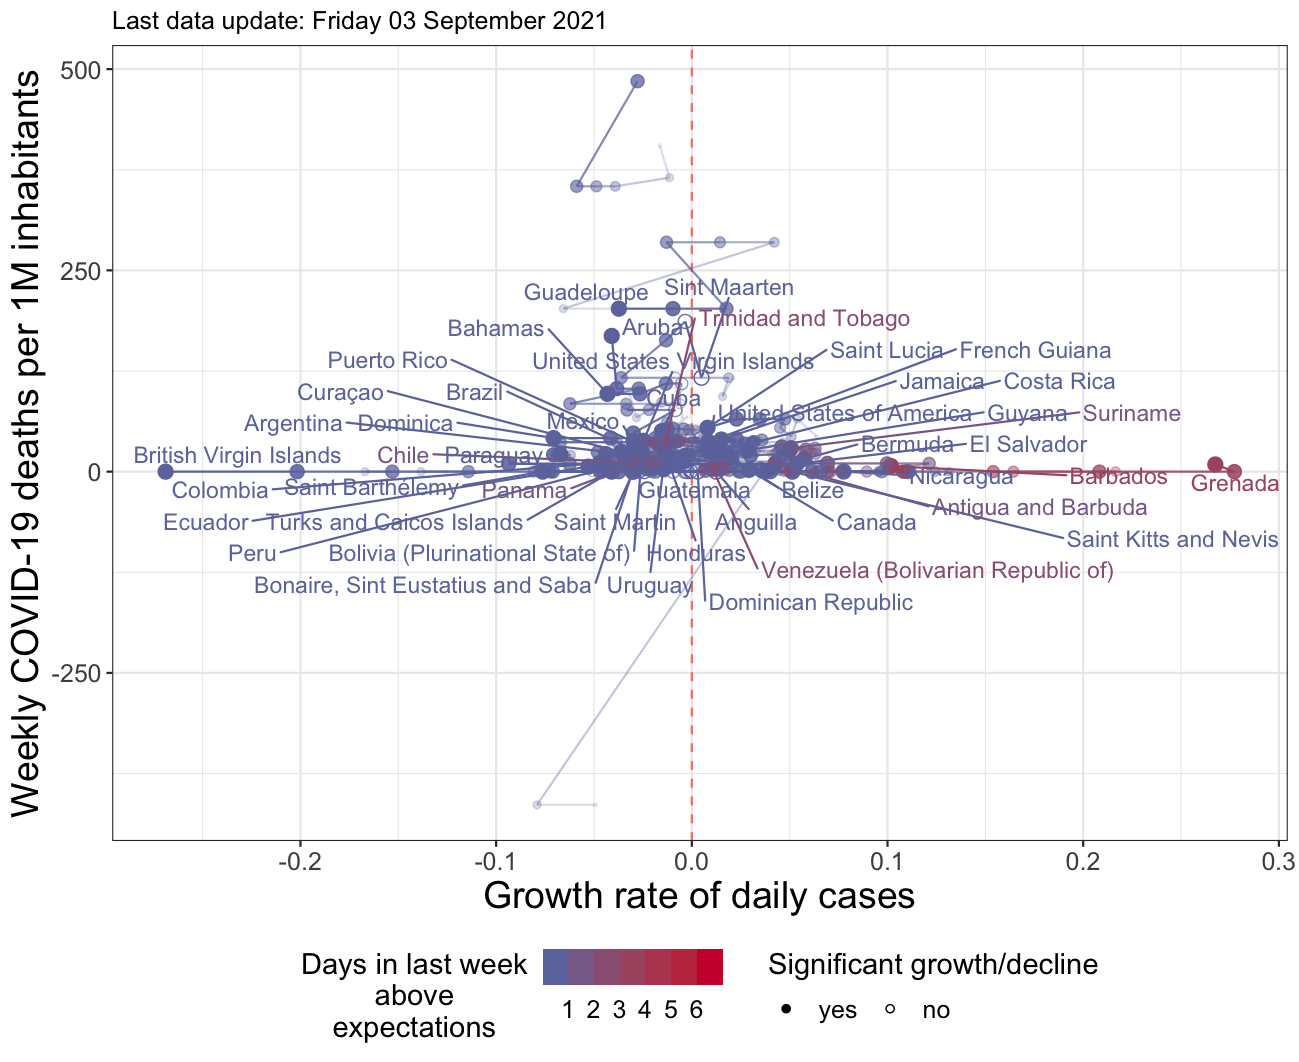 Last data update: Friday 03 September 2021
Weekly COVID-19 deaths per 1M inhabitants
500
250
0
-250
Guadeloupe
Sint Maarten
Bahamas
Aruba
Trinidad and Tobago
Puerto Rico
United States Virgin Islands
Saint Lucia
French Guiana
Curaçao
Brazil
Cuba
Jamaica
Costa Rica
Argentina
Dominica
Mexico
United States of America
Guyana
Suriname
British Virgin Islands
Chile
Paraguay
Bermuda
El Salvador
Colombia
Saint Barthelemy
Panama
Guatemala
Belize
Nicaragua
Barbados
Grenada
Ecuador
Turks and Caicos Islands
Saint Martin
Anguilla
Canada
Antigua and Barbuda
Peru
Bolivia (Plurinational State of)
Honduras
Saint Kitts and Nevis
Bonaire, Sint Eustatius and Saba
Uruguay
Venezuela (Bolivarian Republic of)
Dominican Republic
-0.2
-0.1
0.0
0.1
0.2
0.3
Growth rate of daily cases
Days in last week
above
expectations
1 2 3 4 5 6
Significant growth/decline
yes
no